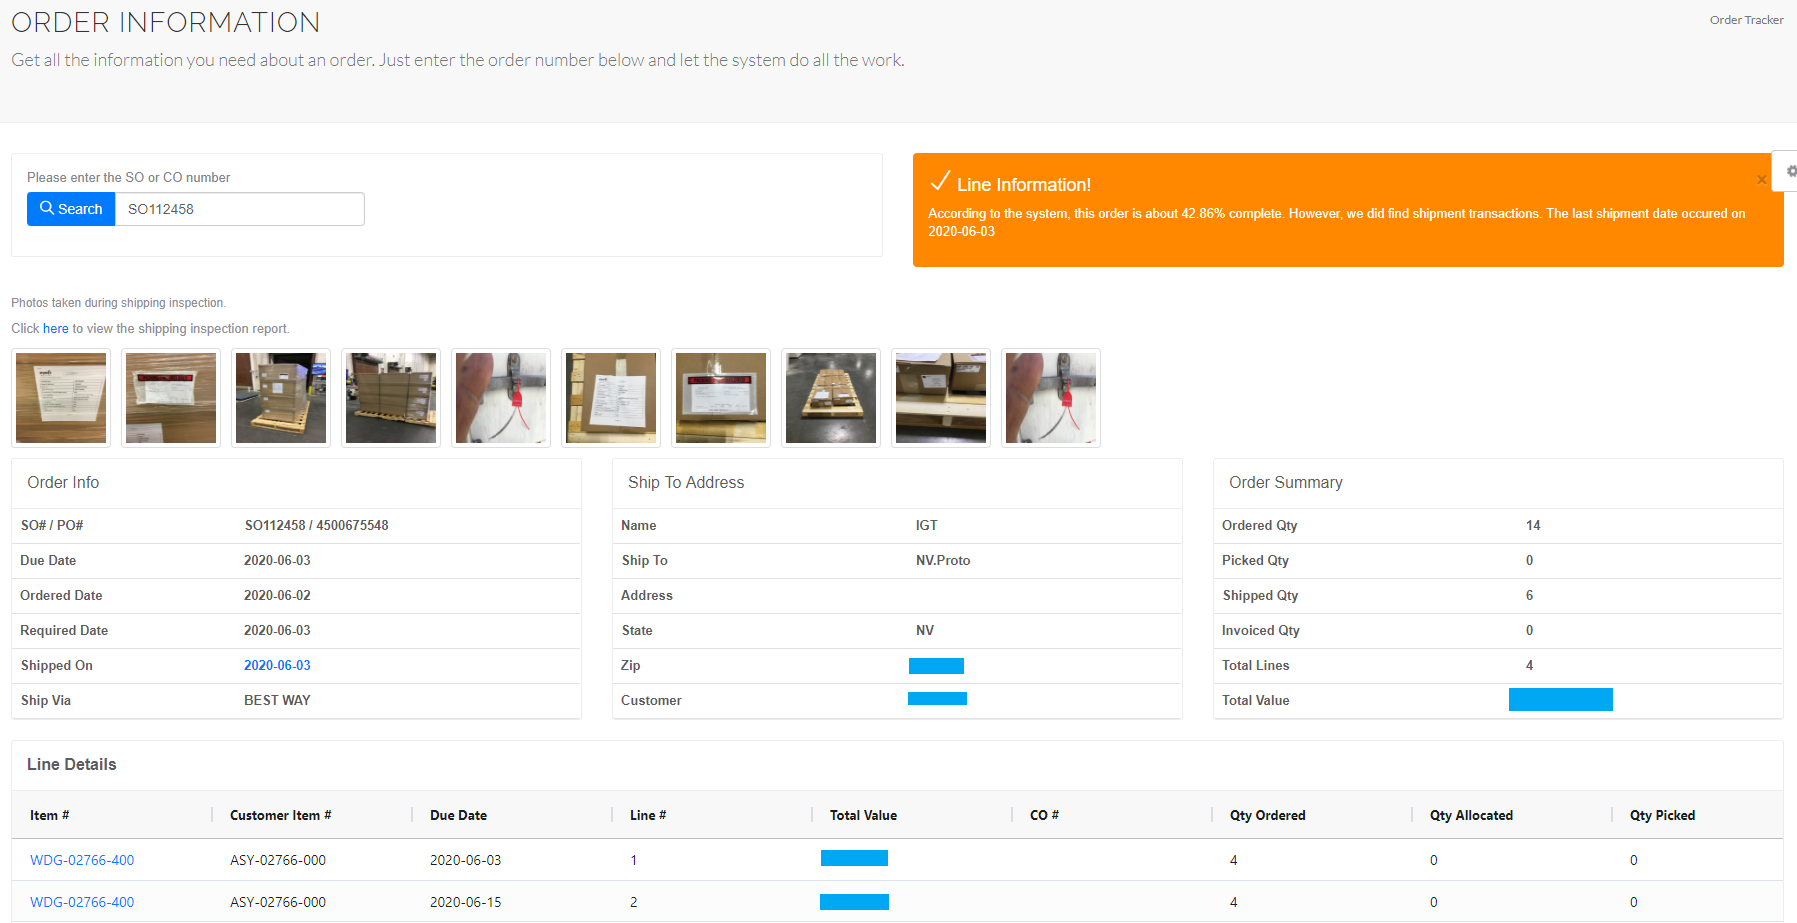 ORDER INFORMATION
Order Tracker
Get all the information you need about an order. Just enter the order number below and let the system do all the work.
Please enter the SO or CO number
Search SO112458
Line Information!
×
According to the system, this order is about 42.86% complete. However, we did find shipment transactions. The last shipment date occured on
2020-06-03
Photos taken during shipping inspection.
Click here to view the shipping inspection report.
Order Info
SO# / PO# SO112458 / 4500675548
Due Date 2020-06-03
Ordered Date 2020-06-02
Required Date 2020-06-03
Shipped On 2020-06-03
Ship Via BEST WAY
Ship To Address
Name IGT
Ship To NV.Proto
Address
State NV
Zip
Customer
Order Summary
Ordered Qty 14
Picked Qty 0
Shipped Qty 6
Invoiced Qty 0
Total Lines 4
Total Value
Line Details
Item # Customer Item # Due Date Line # Total Value CO # Qty Ordered Qty Allocated Qty Picked
WDG-02766-400 ASY-02766-000 2020-06-03 1 4 0 0
WDG-02766-400 ASY-02766-000 2020-06-15 2 4 0 0